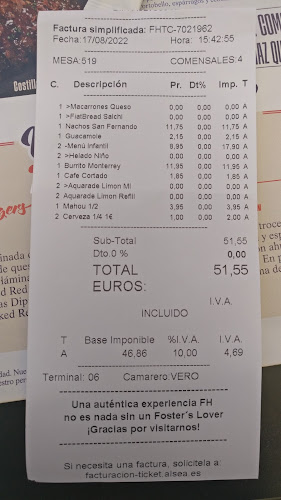 Costill
Factura simplificada: FHTC-7021962
Fecha:17/08/2022 Hora: 15:42:55
MESA:519 COMENSALES:4
C. Descripción Pr. Dt% Imp. T
1 >Macarrones Queso 0,00 0,00 0,00 A
1 >FlatBread Salchi 0,00 0,00 0,00 A
1 Nachos San Fernando 11,75 0,00 11,75 A
1 Guacamole 2,15 0,00 2,15 A
2 -Menú Infantil 8,95 0,00 17,90 A
2 >Helado Niño 0,00 0,00 0,00 A
1 Burrito Monterrey 11,95 0,00 11,95 A
1 Cafe Cortado 1,85 0,00 1,85 A
2 >Aquarade Limon Mi 0,00 0,00 0,00 A
2 Aquarade Limon Refill 0,00 0,00 0,00 A
1 Mahou 1/2 3,95 0,00 3,95 A
2 Cerveza 1/4 1€ 1,00 0,00 2,00 A
Sub-Total 51,55
Dto.0 % 0,00
TOTAL 51,55
EUROS:
I.V.A.
INCLUIDO
T Base Imponible %I.V.A. I.V.A.
A 46,86 10,00 4,69
Terminal: 06 Camarero:VERO
Una auténtica experiencia FH
no es nada sin un Foster´s Lover
¡Gracias por visitarnos!
Si necesita una factura, solicitela a:
facturacion-ticket.alsea.es